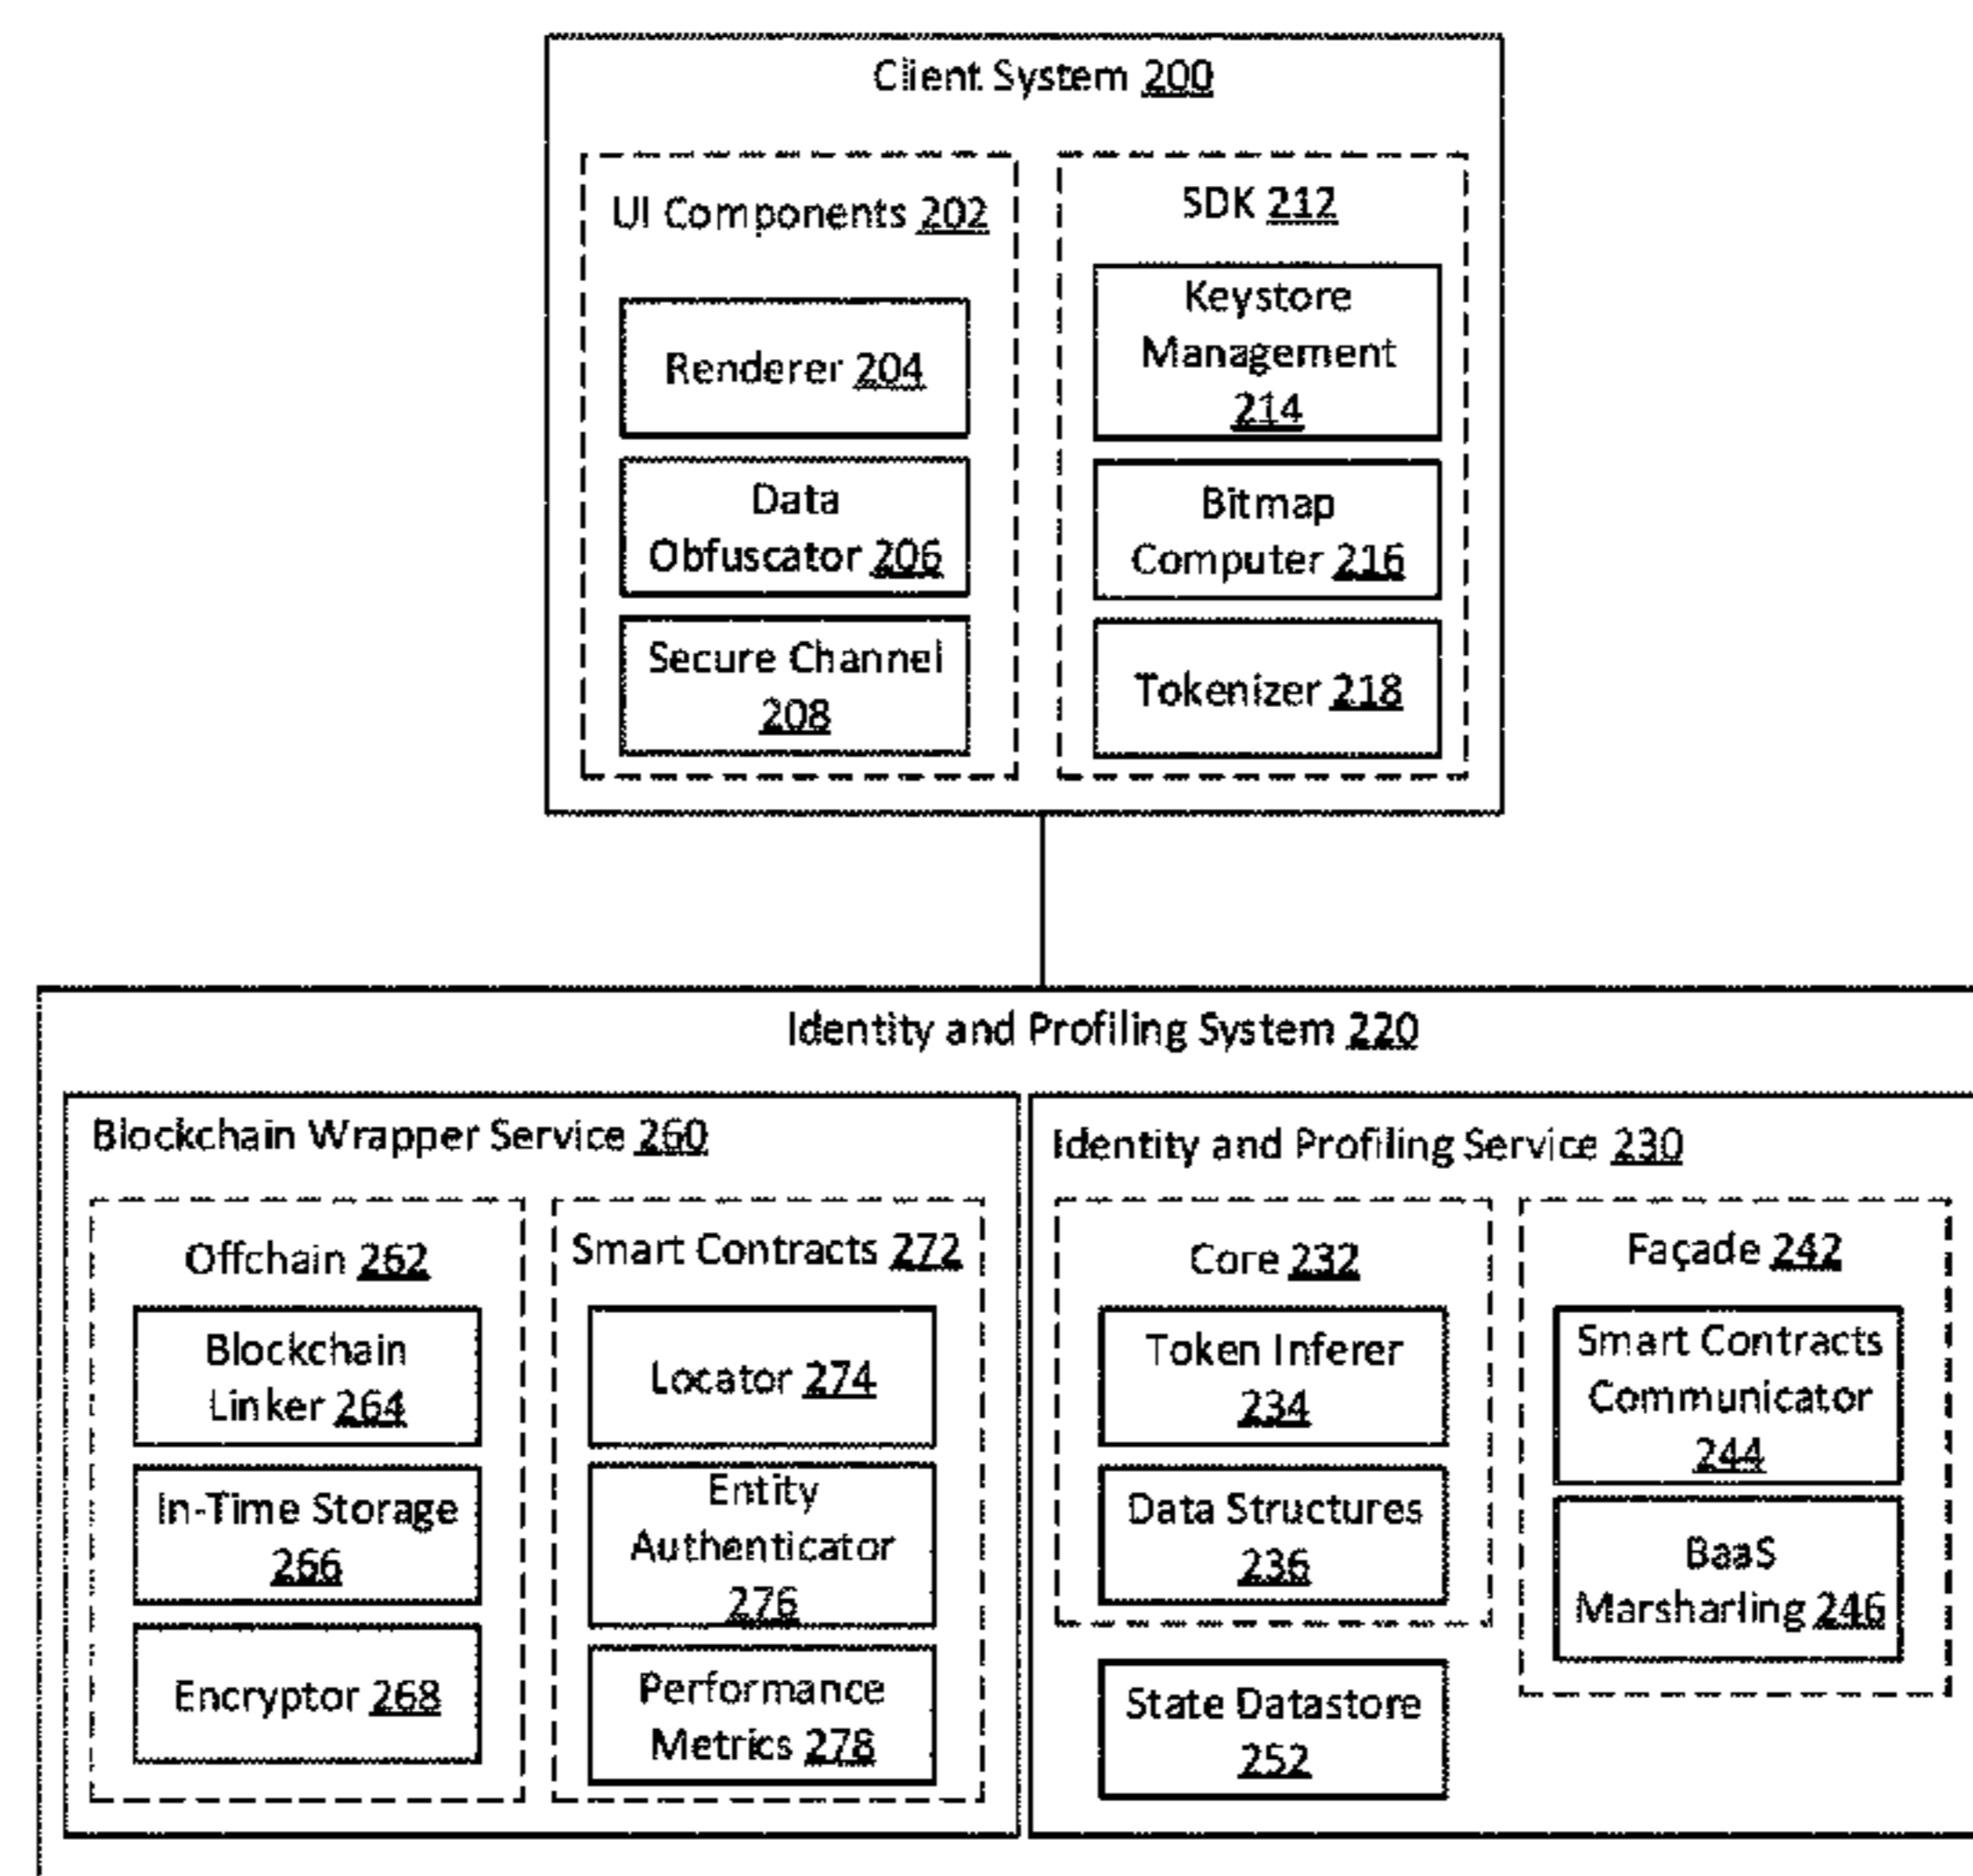 Client System 200
UI Components 202
Renderer 204
Data
Obfuscator 206
Secure Channel
208
SDK 212
Keystore
Management
214
Bitmap
Computer 216
Tokenizer 218
Identity and Profiling System 220
Blockchain Wrapper Service 260
Offchain 262
Blockchain
Linker 264
In-Time Storage
266
Encryptor 268
Smart Contracts 272
Locator 274
Entity
Authenticator
276
Performance
Metrics 278
Identity and Profiling Service 230
Core 232
Token Inferer
234
Data Structures
236
State Datastore
252
Façade 242
Smart Contracts
Communicator
244
BaaS
Marsharling 246